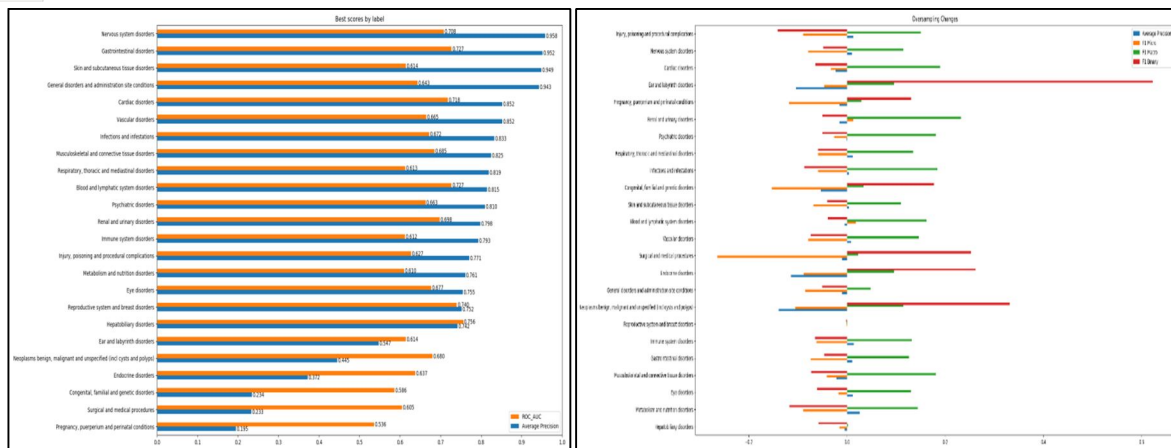 Best scores by label
Nervous system disorders 0.708 0.958
Gastrointestinal disorders 0.727 0.952
Skin and subcutaneous tissue disorders 0.614 0.949
General disorders and administration site conditions 0.643 0.943
Cardiac disorders 0.718 0.852
Vascular disorders 0.665 0.852
Infections and infestations 0.672 0.833
Musculoskeletal and connective tissue disorders 0.685 0.825
Respiratory, thoracic and mediastinal disorders 0.613 0.819
Blood and lymphatic system disorders 0.727 0.815
Psychiatric disorders 0.663 0.810
Renal and urinary disorders 0.698 0.798
Immune system disorders 0.612 0.793
Injury, poisoning and procedural complications 0.627 0.771
Metabolism and nutrition disorders 0.610 0.761
Eye disorders 0.677 0.755
Reproductive system and breast disorders 0.740 0.752
Hepatobiliary disorders 0.756 0.742
Ear and labyrinth disorders 0.614 0.547
Neoplasms benign, malignant and unspecified (incl cysts and polyps) 0.680 0.445
Endocrine disorders 0.637 0.372
Congenital, familial and genetic disorders 0.586 0.234
Surgical and medical procedures 0.605 0.233
Pregnancy, puerperium and perinatal conditions 0.536 0.195
ROC_AUC
Average Precision
0.0 0.1 0.2 0.3 0.4 0.5 0.6 0.7 0.8 0.9 1.0
Oversampling Changes
Average Precision
F1 Micro
F1 Macro
F1 Binary
Injury, poisoning and procedural complications
Nervous system disorders
Cardiac disorders
Ear and labyrinth disorders
Pregnancy, puerperium and perinatal conditions
Renal and urinary disorders
Psychiatric disorders
Respiratory, thoracic and mediastinal disorders
Infections and infestations
Congenital, familial and genetic disorders
Skin and subcutaneous tissue disorders
Blood and lymphatic system disorders
Vascular disorders
Surgical and medical procedures
Endocrine disorders
General disorders and administration site conditions
Neoplasms benign, malignant and unspecified (incl cysts and polyps)
Reproductive system and breast disorders
Immune system disorders
Gastrointestinal disorders
Musculoskeletal and connective tissue disorders
Eye disorders
Metabolism and nutrition disorders
Hepatobiliary disorders